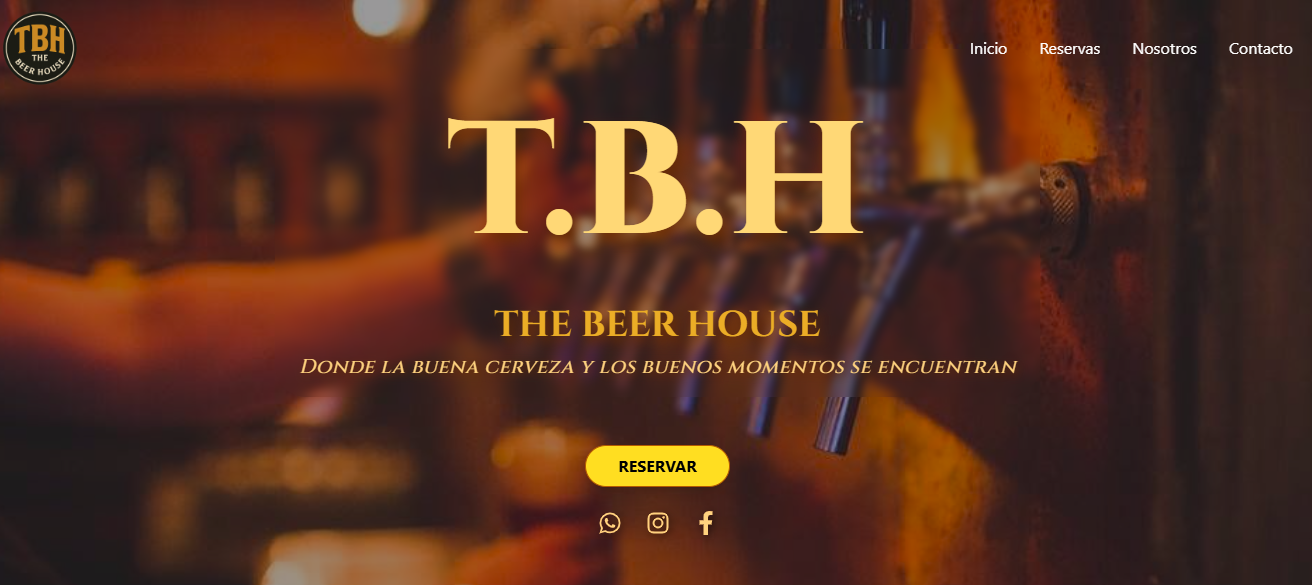 TBH
THE
BEER HOUSE
Inicio Reservas Nosotros Contacto
T.B.H
THE BEER HOUSE
DONDE LA BUENA CERVEZA Y LOS BUENOS MOMENTOS SE ENCUENTRAN
RESERVAR